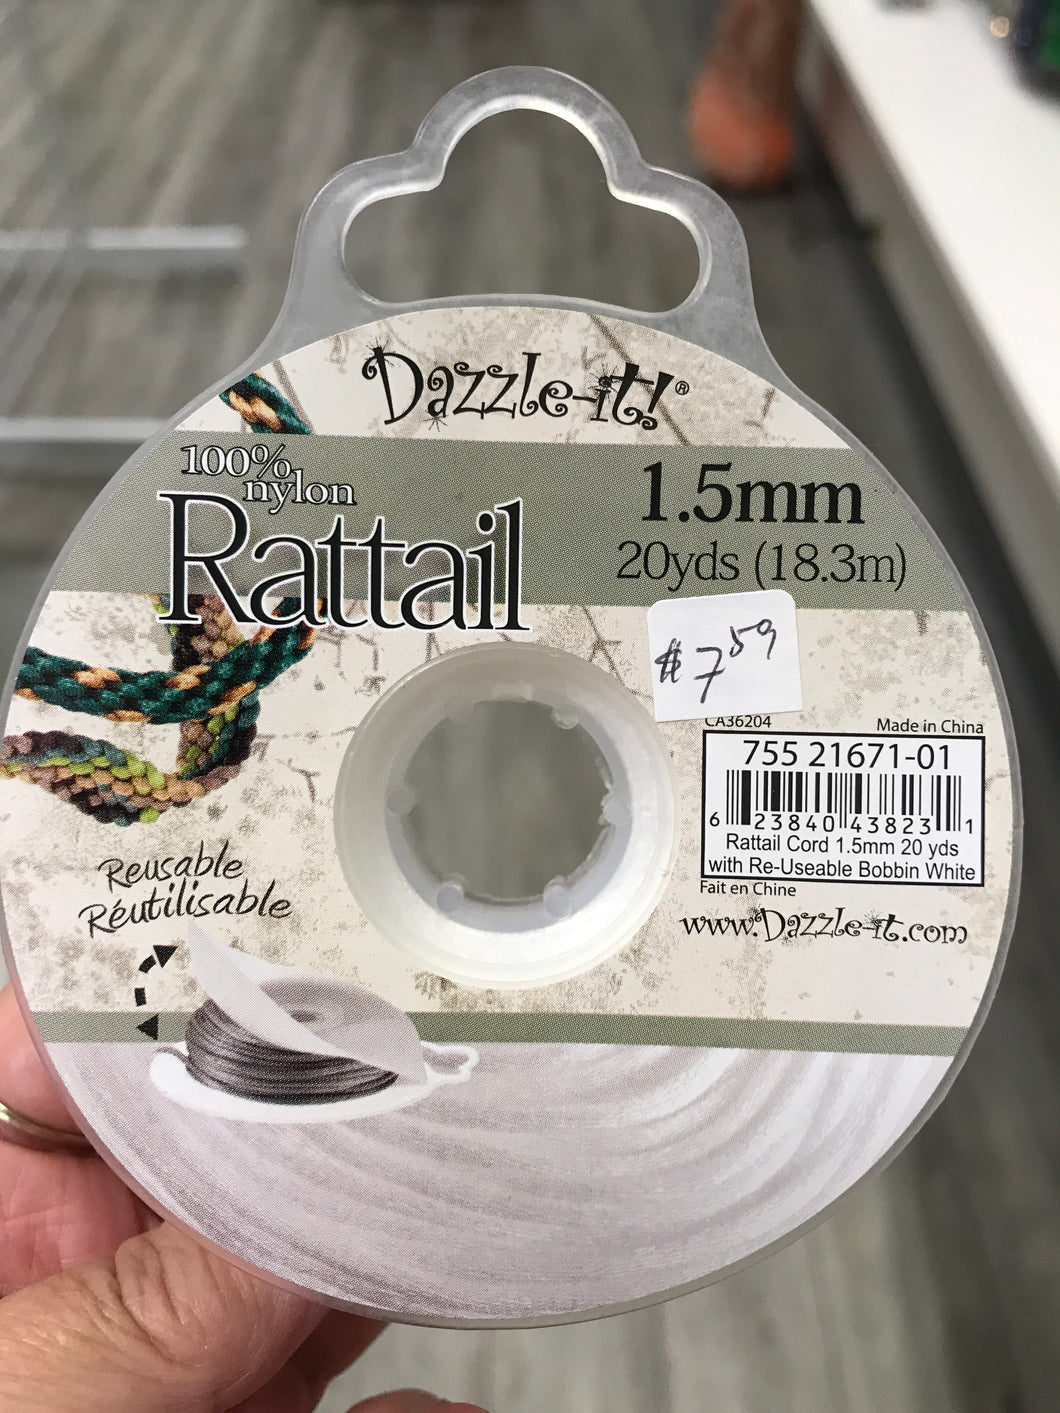 Dazzle-it!®
100%
nylon
Rattail
1.5mm
20yds (18.3m)
$7 59
CA36204
Made in China
755 21671-01
6 23840 43823 1
Rattail Cord 1.5mm 20 yds
with Re-Useable Bobbin White
Fait en Chine
www.Dazzle-it.com
Reusable
Réutilisable